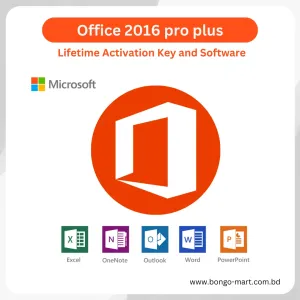 Office 2016 pro plus
Lifetime Activation Key and Software
Microsoft
Excel OneNote Outlook Word PowerPoint
www.bongo-mart.com.bd